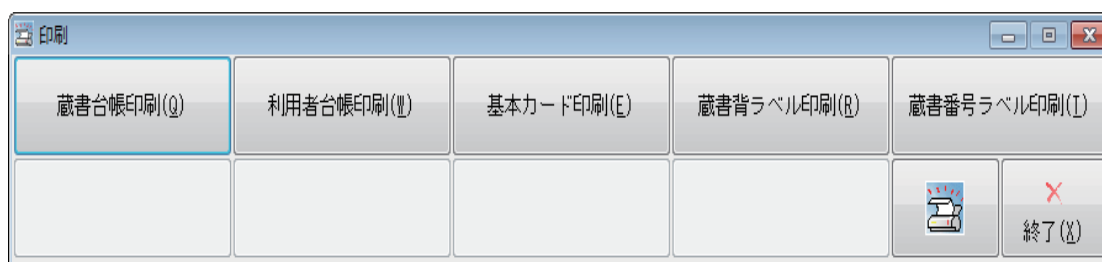 印刷
蔵書台帳印刷(Q)
利用者台帳印刷(W)
基本カード印刷(E)
蔵書背ラベル印刷(R)
蔵書番号ラベル印刷(T)
終了(X)